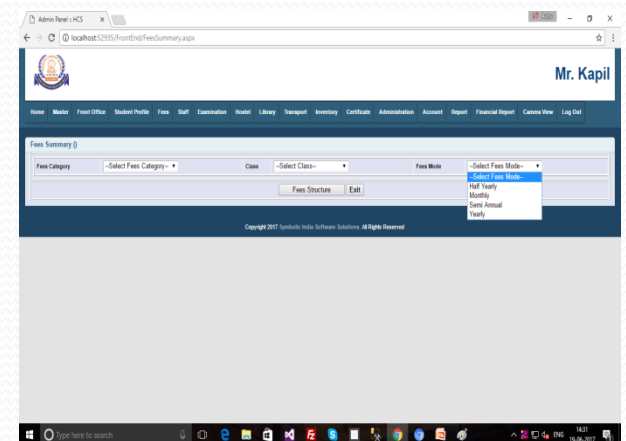 Admin Panel :: HCS
localhost:52935/FrontEnd/FeesSummary.aspx
Mr. Kapil
Home Master Front Office Student Profile Fees Staff Examination Hostel Library Transport Inventory Certificate Administration Account Report Financial Report Camera View Log Out
Fees Summary ()
Fees Category --Select Fees Category-- Class --Select Class-- Fees Mode --Select Fees Mode--
--Select Fees Mode--
Half Yearly
Monthly
Semi Annual
Yearly
Fees Structure Exit
Copyright 2017 Symbolic India Software Solutions. All Rights Reserved
Type here to search
ENG 14:31
19-06-2017